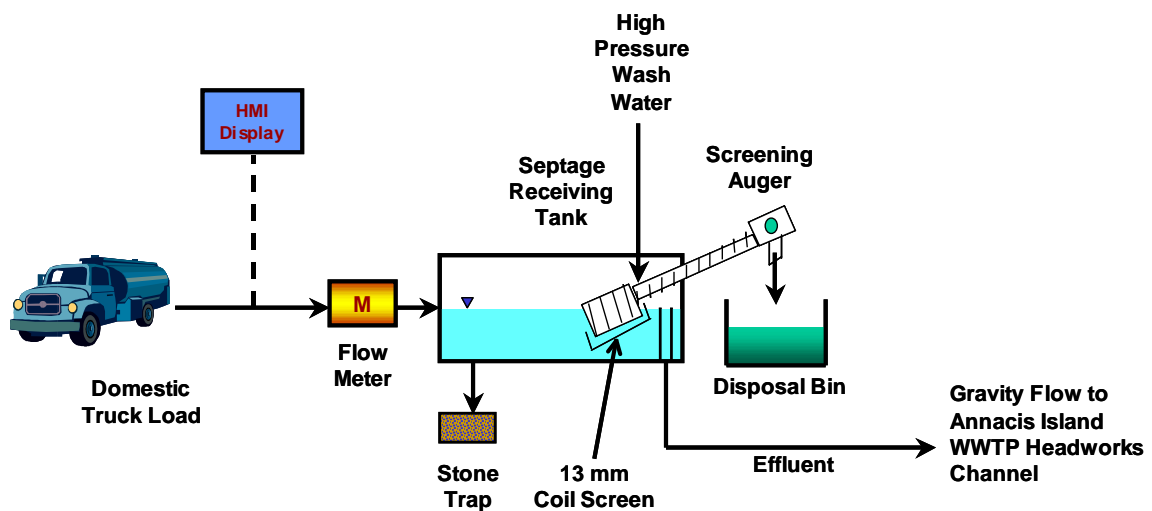 High
Pressure
Wash
Water
HMI
Display
Septage
Receiving
Tank
Screening
Auger
M
Flow
Meter
Domestic
Truck Load
Disposal Bin
Stone
Trap
13 mm
Coil Screen
Effluent
Gravity Flow to
Annacis Island
WWTP Headworks
Channel